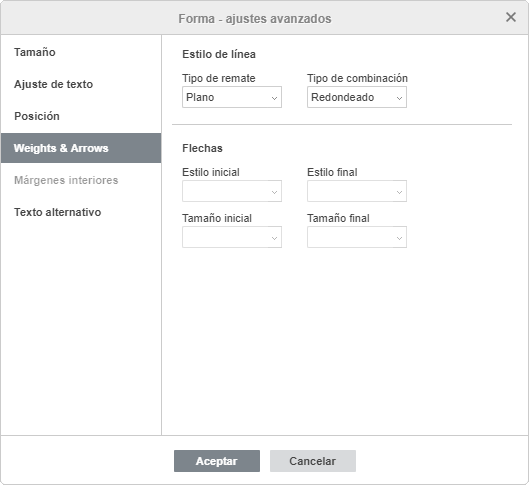 Forma - ajustes avanzados
Tamaño
Ajuste de texto
Posición
Weights & Arrows
Márgenes interiores
Texto alternativo
Estilo de línea
Tipo de remate Tipo de combinación
Plano Redondeado
Flechas
Estilo inicial Estilo final
Tamaño inicial Tamaño final
Aceptar Cancelar